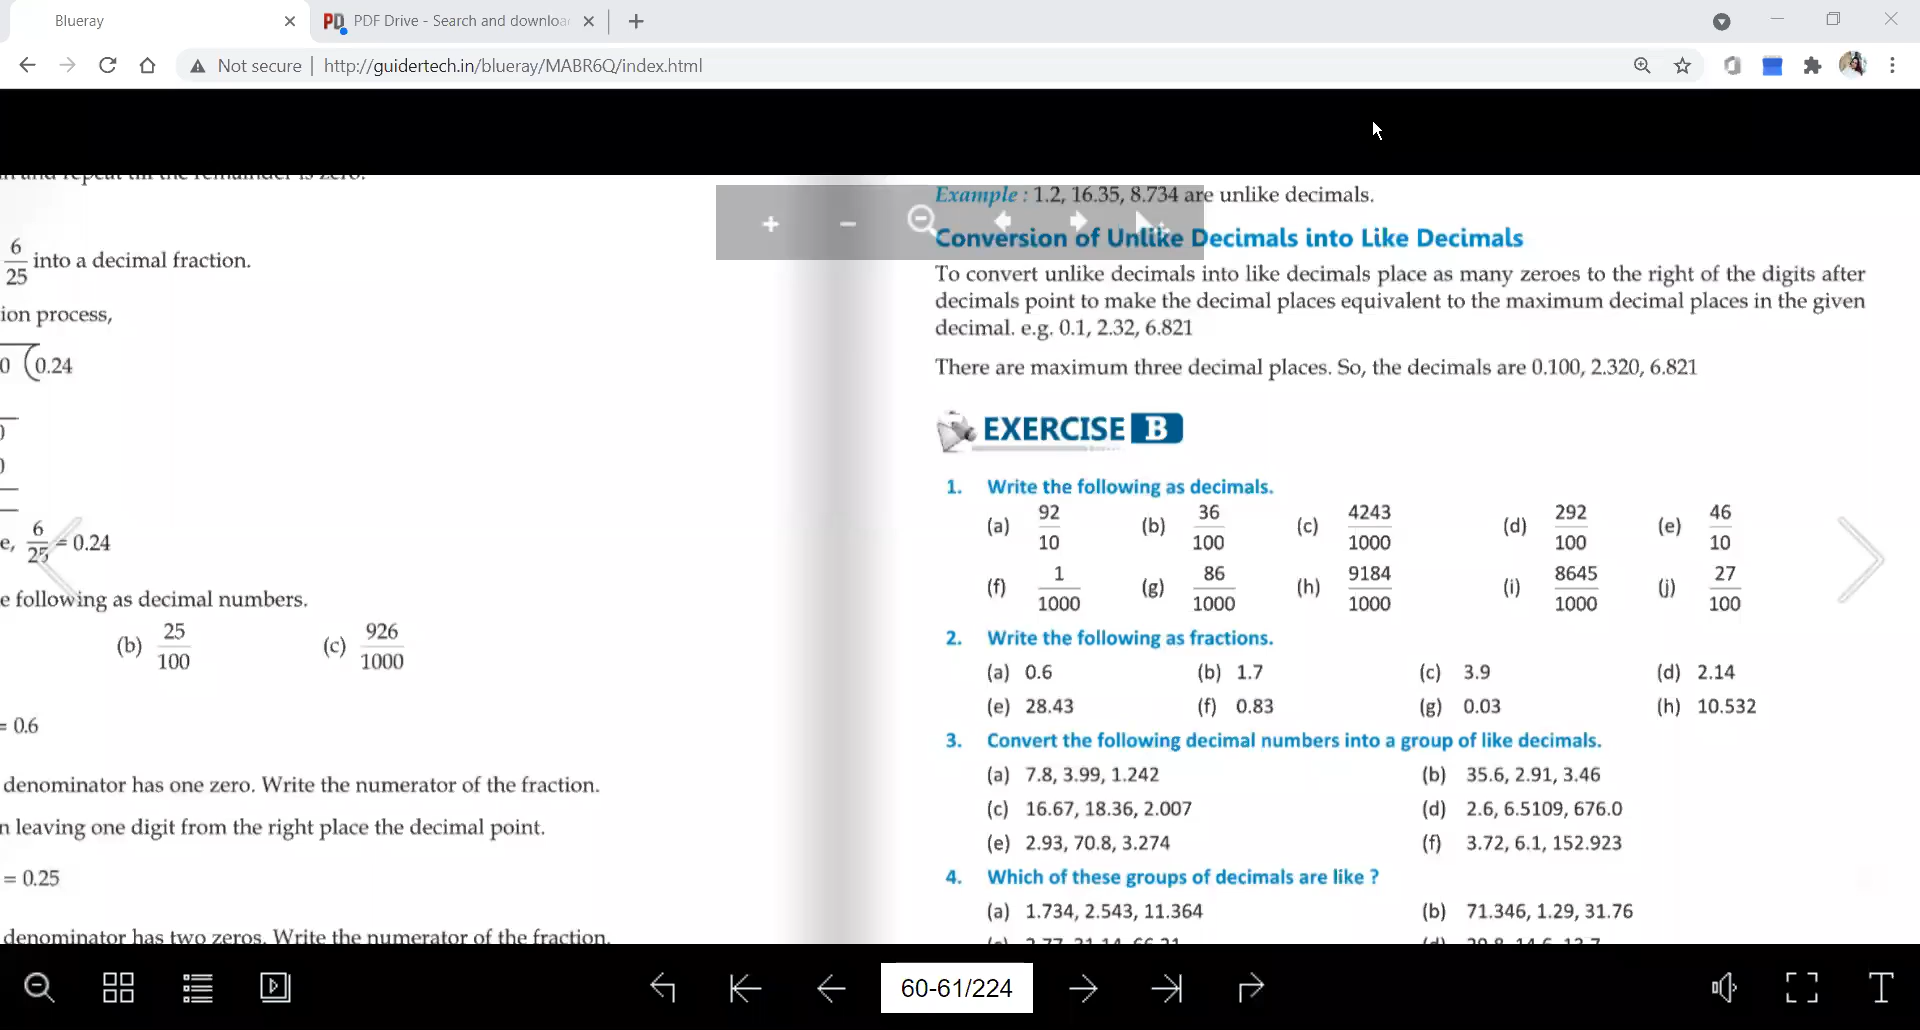 Blueray
PDF Drive - Search and downloa
Not secure | http://guidertech.in/blueray/MABR6Q/index.html
and repeat till the remainder is zero.
6/25 into a decimal fraction.
ion process,
0 (0.24
0
0
e, 6/25 = 0.24
e following as decimal numbers.
(b) 25/100 (c) 926/1000
= 0.6
denominator has one zero. Write the numerator of the fraction.
n leaving one digit from the right place the decimal point.
= 0.25
denominator has two zeros. Write the numerator of the fraction.
Example : 1.2, 16.35, 8.734 are unlike decimals.
Conversion of Unlike Decimals into Like Decimals
To convert unlike decimals into like decimals place as many zeroes to the right of the digits after
decimals point to make the decimal places equivalent to the maximum decimal places in the given
decimal. e.g. 0.1, 2.32, 6.821
There are maximum three decimal places. So, the decimals are 0.100, 2.320, 6.821
EXERCISE B
1. Write the following as decimals.
(a) 92/10 (b) 36/100 (c) 4243/1000 (d) 292/100 (e) 46/10
(f) 1/1000 (g) 86/1000 (h) 9184/1000 (i) 8645/1000 (j) 27/100
2. Write the following as fractions.
(a) 0.6 (b) 1.7 (c) 3.9 (d) 2.14
(e) 28.43 (f) 0.83 (g) 0.03 (h) 10.532
3. Convert the following decimal numbers into a group of like decimals.
(a) 7.8, 3.99, 1.242 (b) 35.6, 2.91, 3.46
(c) 16.67, 18.36, 2.007 (d) 2.6, 6.5109, 676.0
(e) 2.93, 70.8, 3.274 (f) 3.72, 6.1, 152.923
4. Which of these groups of decimals are like ?
(a) 1.734, 2.543, 11.364 (b) 71.346, 1.29, 31.76
60-61/224